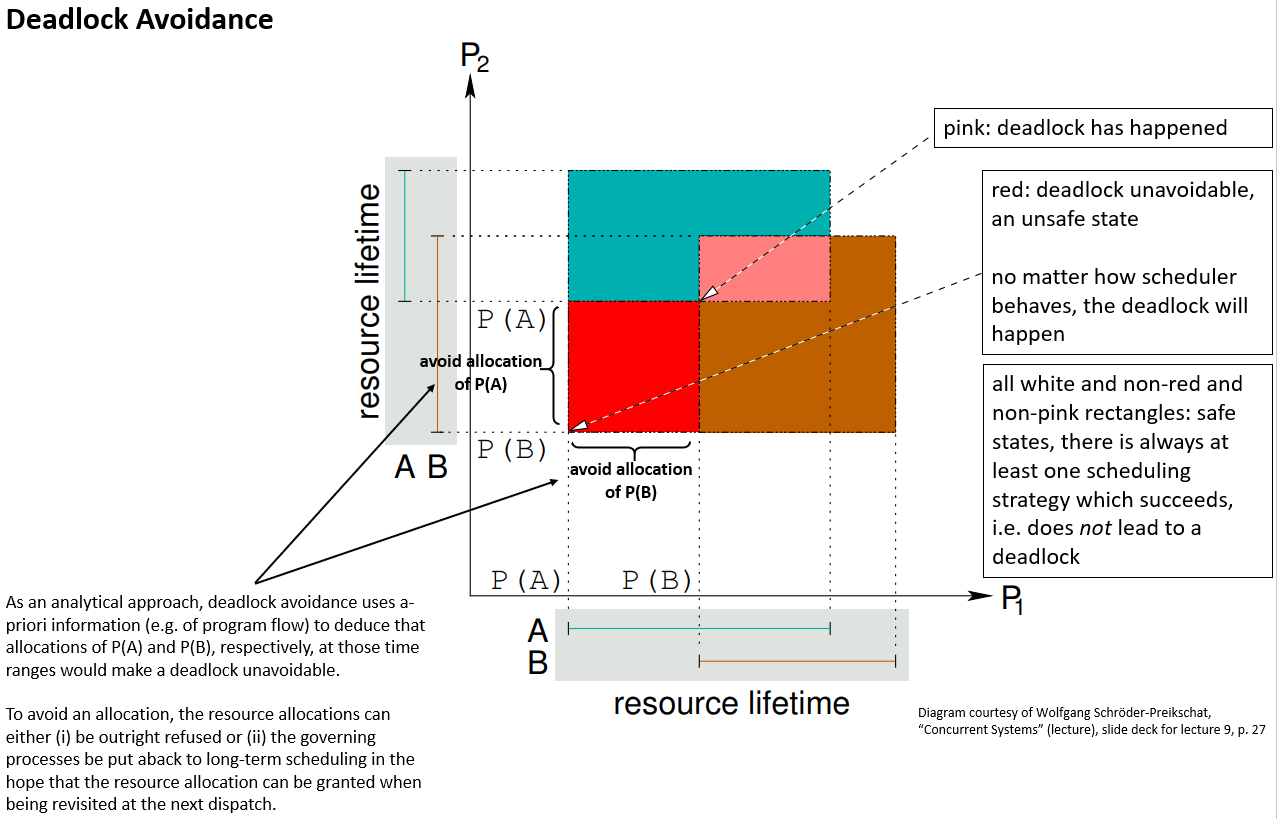 Deadlock Avoidance
P2
pink: deadlock has happened
red: deadlock unavoidable,
an unsafe state
no matter how scheduler
behaves, the deadlock will
happen
resource lifetime
P(A)
avoid allocation
of P(A)
all white and non-red and
non-pink rectangles: safe
states, there is always at
least one scheduling
strategy which succeeds,
i.e. does not lead to a
deadlock
P(B)
A B
avoid allocation
of P(B)
P(A) P(B)
P1
As an analytical approach, deadlock avoidance uses a-
priori information (e.g. of program flow) to deduce that
allocations of P(A) and P(B), respectively, at those time
ranges would make a deadlock unavoidable.
To avoid an allocation, the resource allocations can
either (i) be outright refused or (ii) the governing
processes be put aback to long-term scheduling in the
hope that the resource allocation can be granted when
being revisited at the next dispatch.
A
B
resource lifetime
Diagram courtesy of Wolfgang Schröder-Preikschat,
“Concurrent Systems” (lecture), slide deck for lecture 9, p. 27